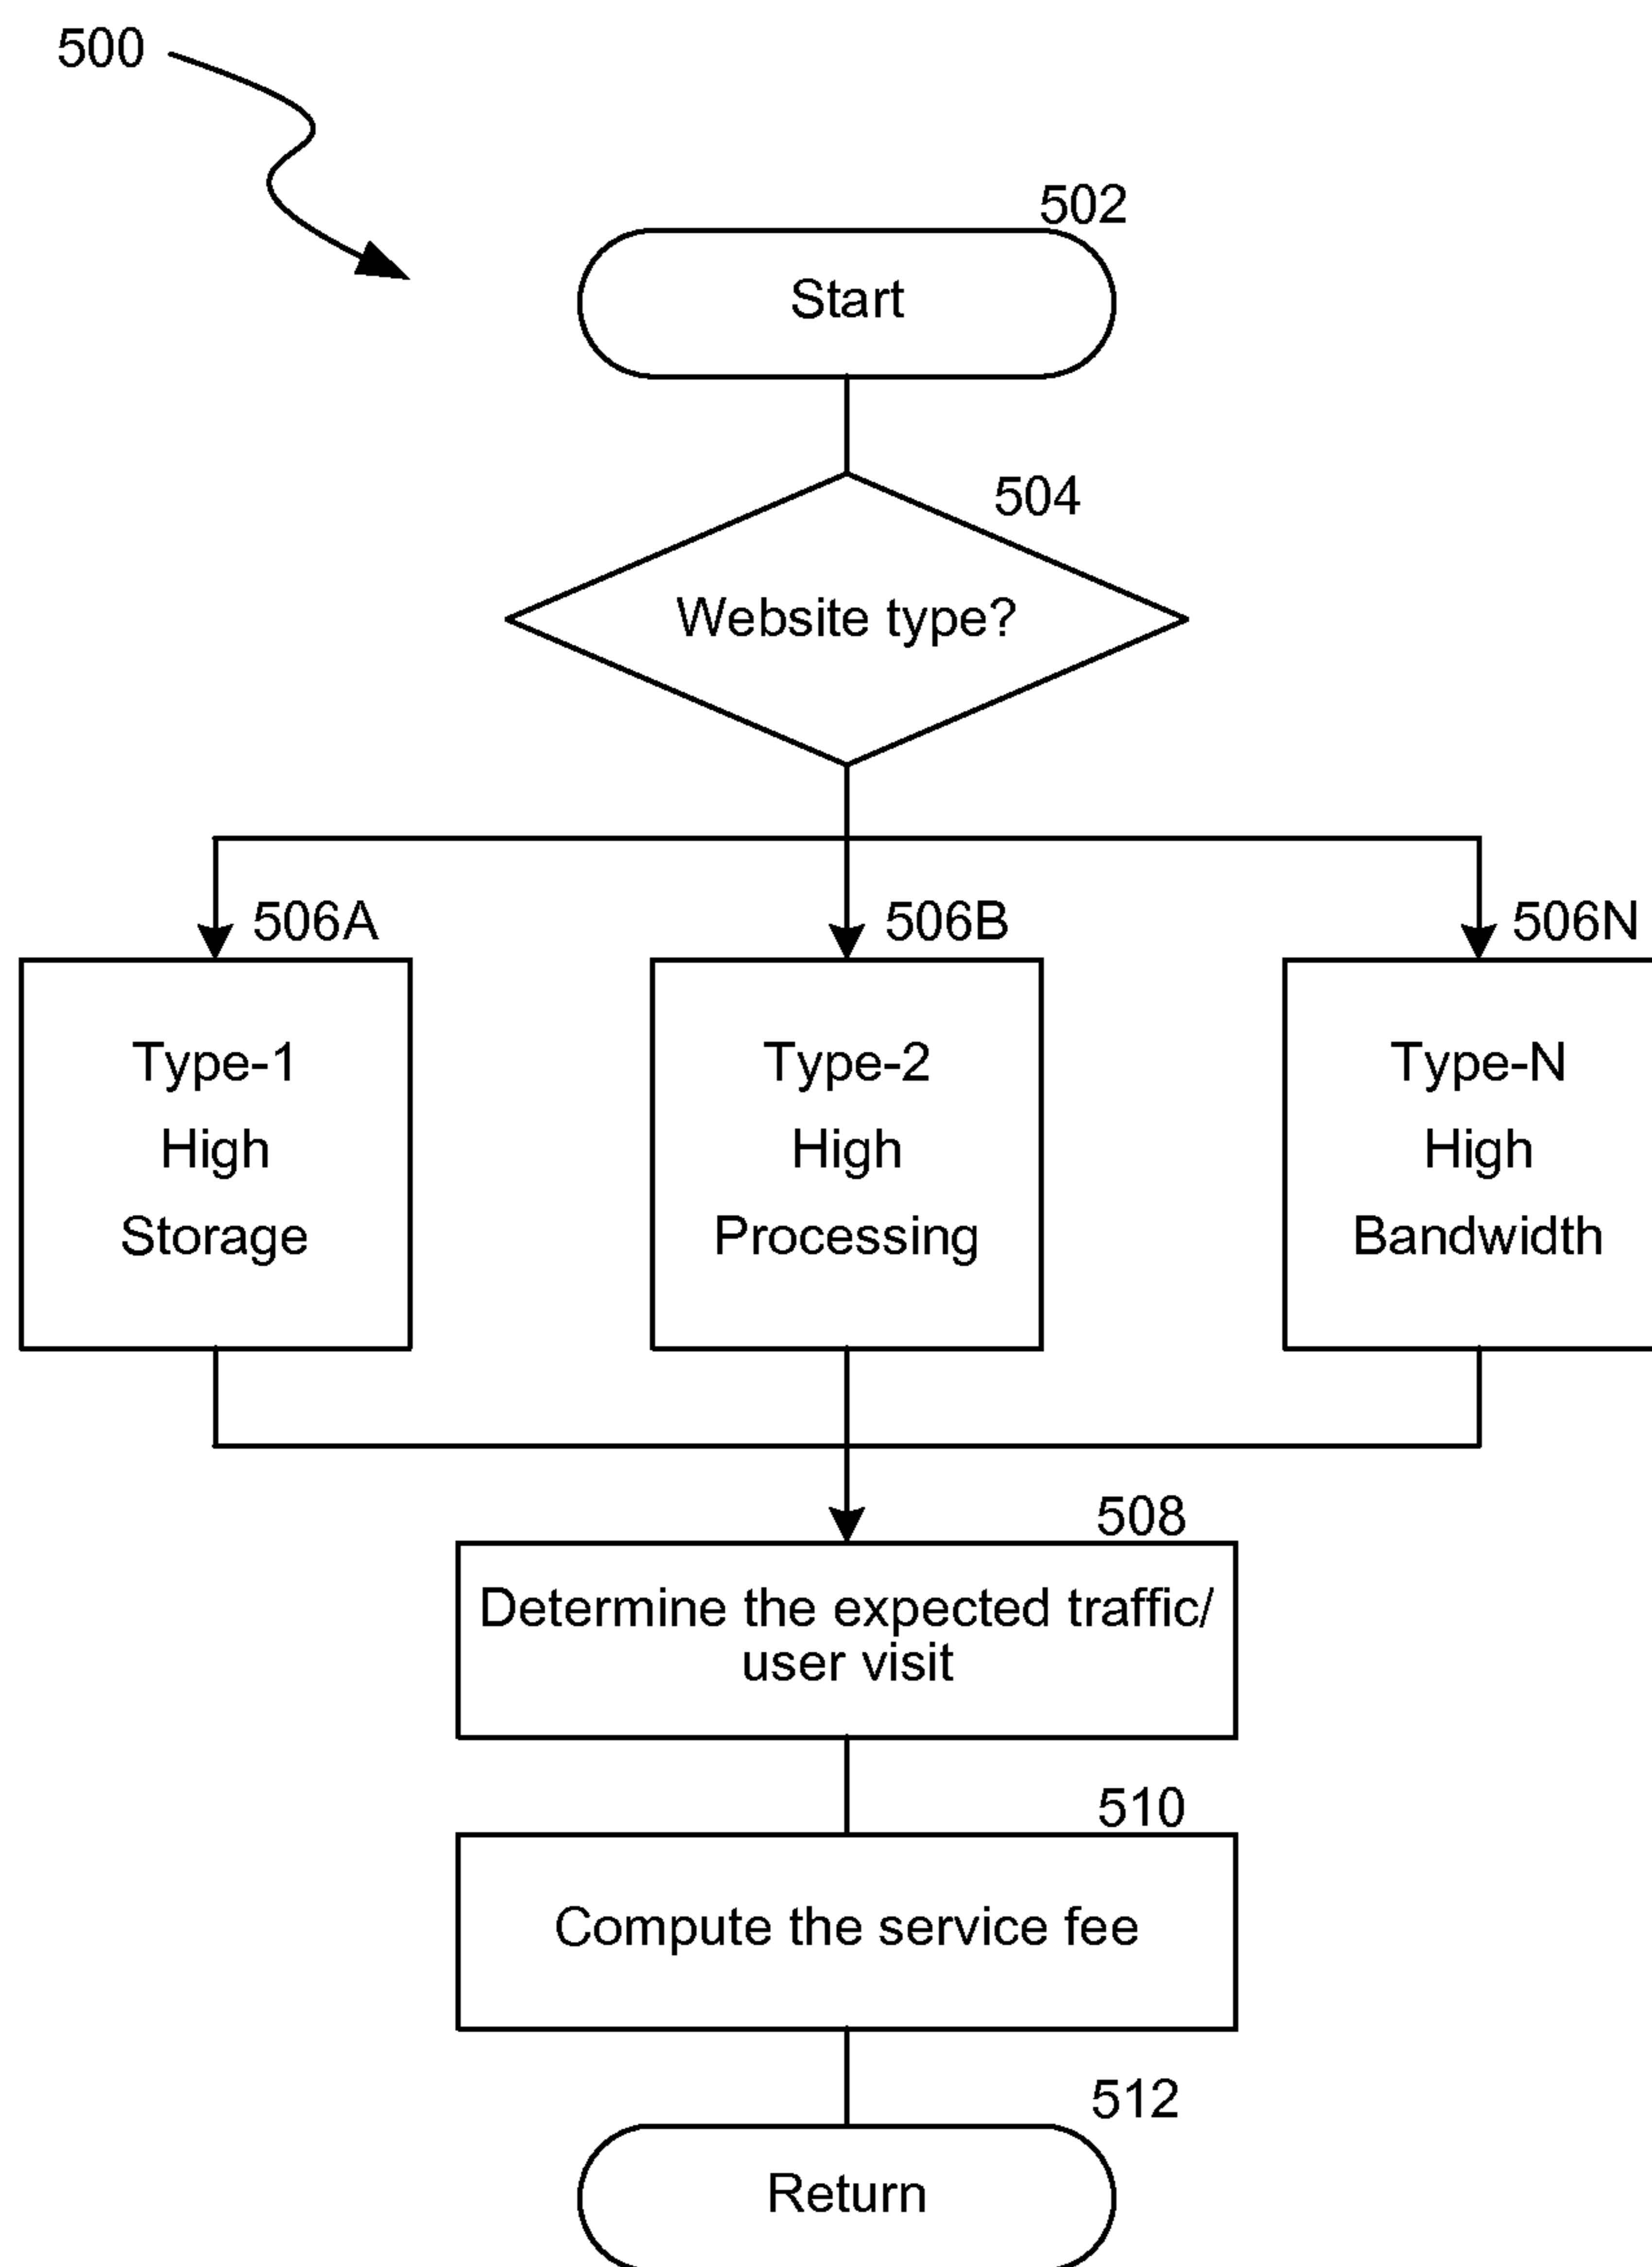 500
502
Start
504
Website type?
506A
506B
506N
Type-1
High
Storage
Type-2
High
Processing
Type-N
High
Bandwidth
508
Determine the expected traffic/
user visit
510
Compute the service fee
512
Return